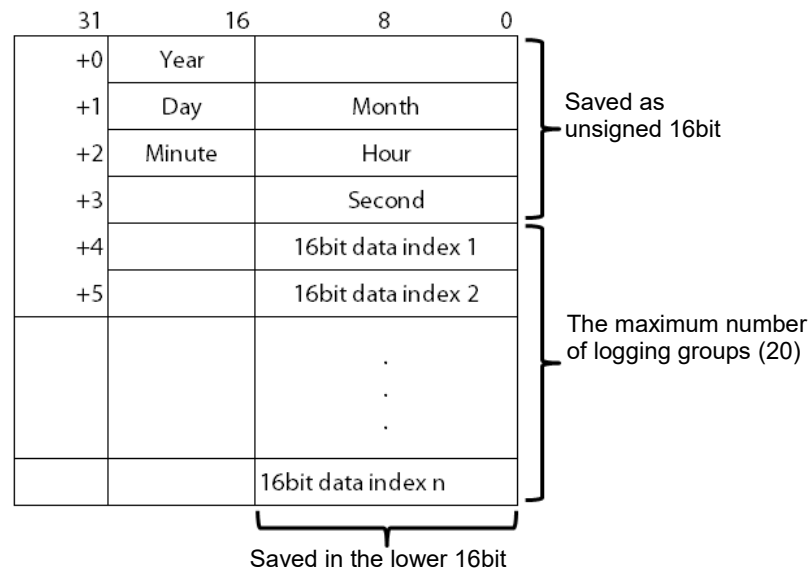 31 16 8 0
+0 Year
+1 Day Month
+2 Minute Hour
+3 Second
+4 16bit data index 1
+5 16bit data index 2
.
.
.
16bit data index n
Saved as
unsigned 16bit
The maximum number
of logging groups (20)
Saved in the lower 16bit